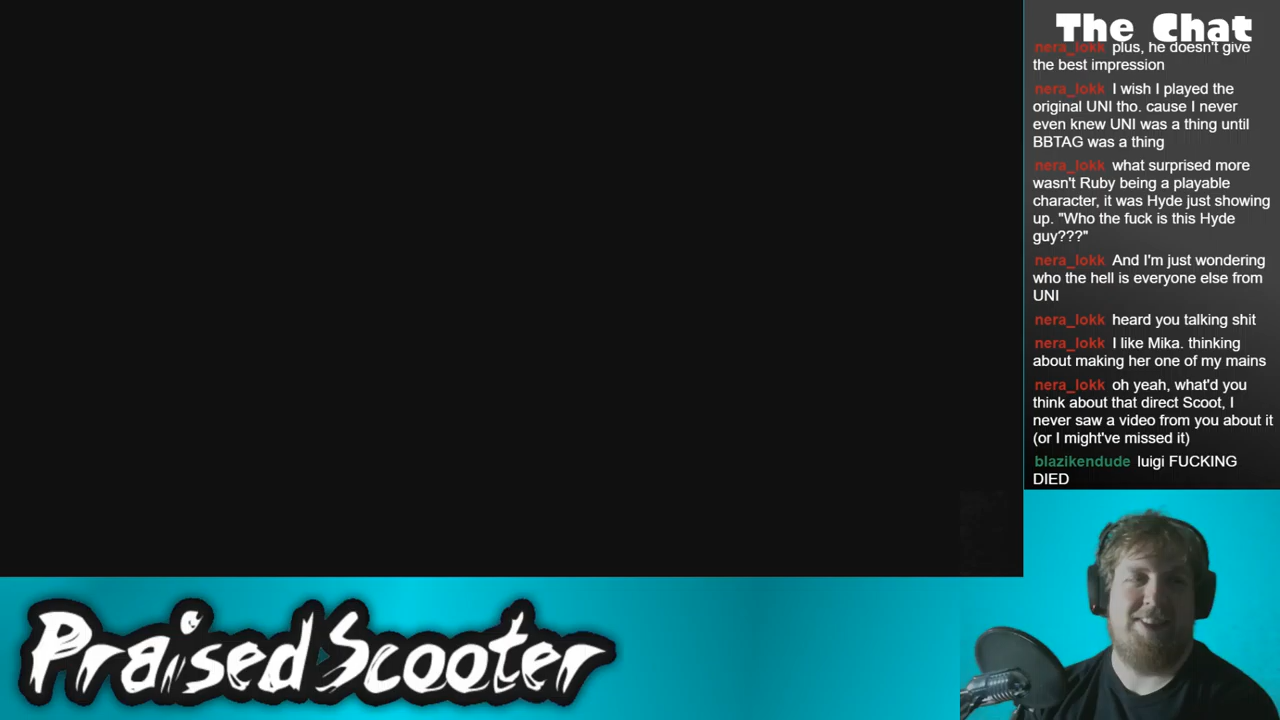 The Chat
nera_lokk plus, he doesn't give
the best impression
nera_lokk I wish I played the
original UNI tho. cause I never
even knew UNI was a thing until
BBTAG was a thing
nera_lokk what surprised more
wasn't Ruby being a playable
character, it was Hyde just showing
up. "Who the fuck is this Hyde
guy???"
nera_lokk And I'm just wondering
who the hell is everyone else from
UNI
nera_lokk heard you talking shit
nera_lokk I like Mika. thinking
about making her one of my mains
nera_lokk oh yeah, what'd you
think about that direct Scoot, I
never saw a video from you about it
(or I might've missed it)
blazikendude luigi FUCKING
DIED
PraisedScooter